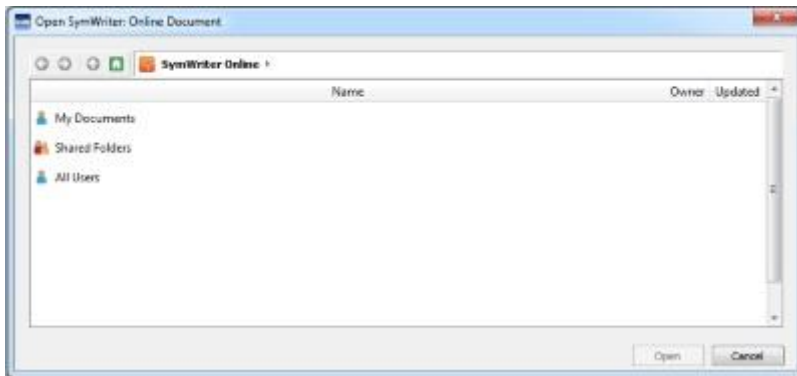 Open SymWriter: Online Document
SymWriter Online
Name Owner Updated
My Documents
Shared Folders
All Users
Open Cancel